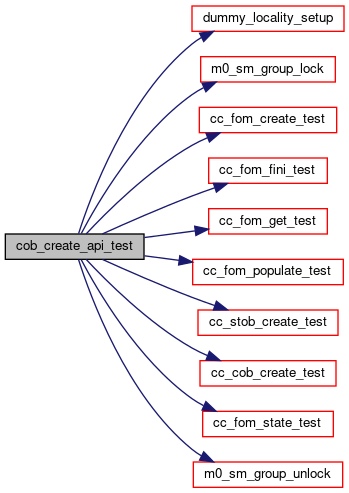 dummy_locality_setup
m0_sm_group_lock
cc_fom_create_test
cc_fom_fini_test
cc_fom_get_test
cob_create_api_test
cc_fom_populate_test
cc_stob_create_test
cc_cob_create_test
cc_fom_state_test
m0_sm_group_unlock